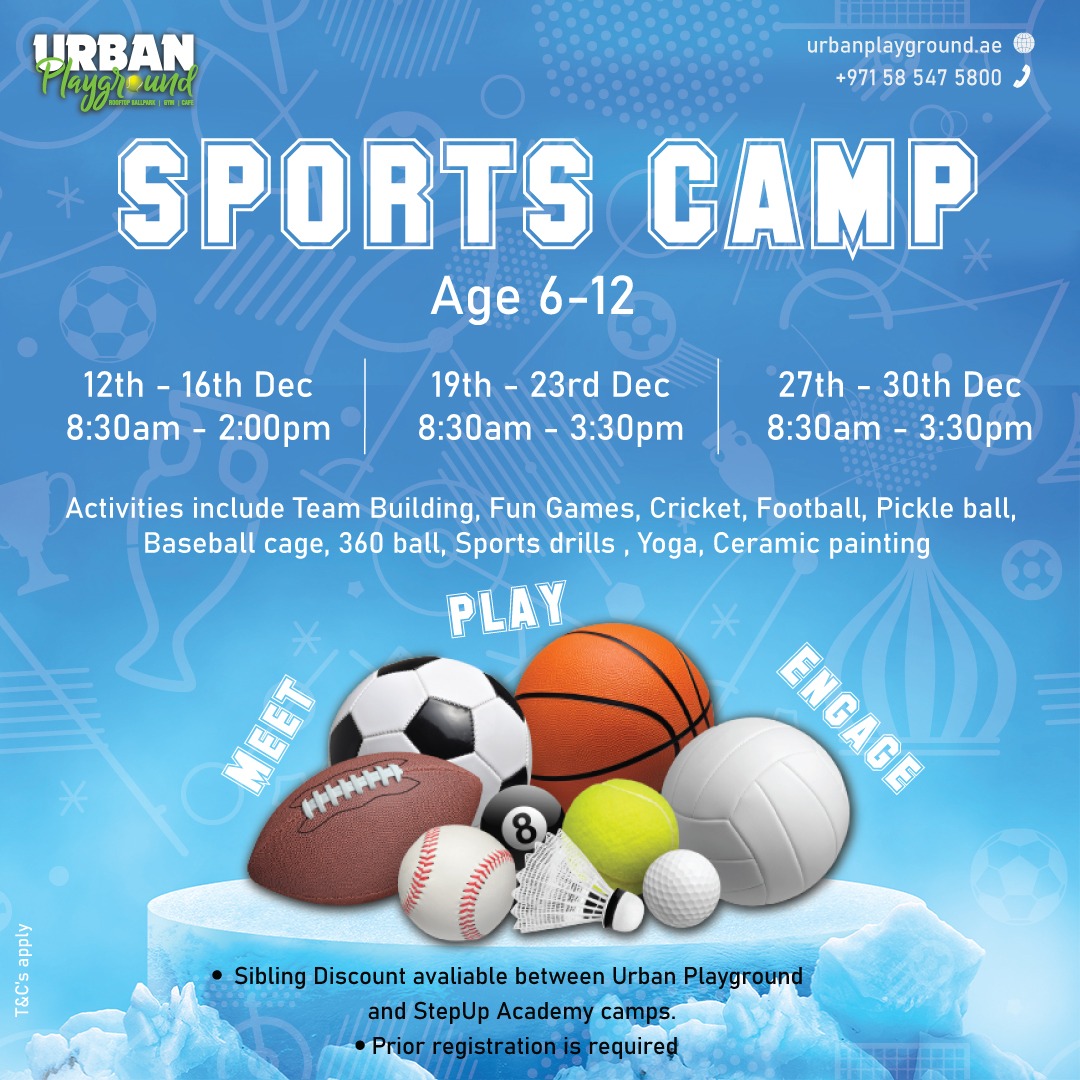 URBAN
Playground
ROOFTOP BALLPARK | GYM | CAFE
urbanplayground.ae
+971 58 547 5800
SPORTS CAMP
Age 6-12
12th - 16th Dec
8:30am - 2:00pm
19th - 23rd Dec
8:30am - 3:30pm
27th - 30th Dec
8:30am - 3:30pm
Activities include Team Building, Fun Games, Cricket, Football, Pickle ball,
Baseball cage, 360 ball, Sports drills , Yoga, Ceramic painting
MEET
PLAY
ENGAGE
8
T&C's apply
• Sibling Discount avaliable between Urban Playground
and StepUp Academy camps.
• Prior registration is required